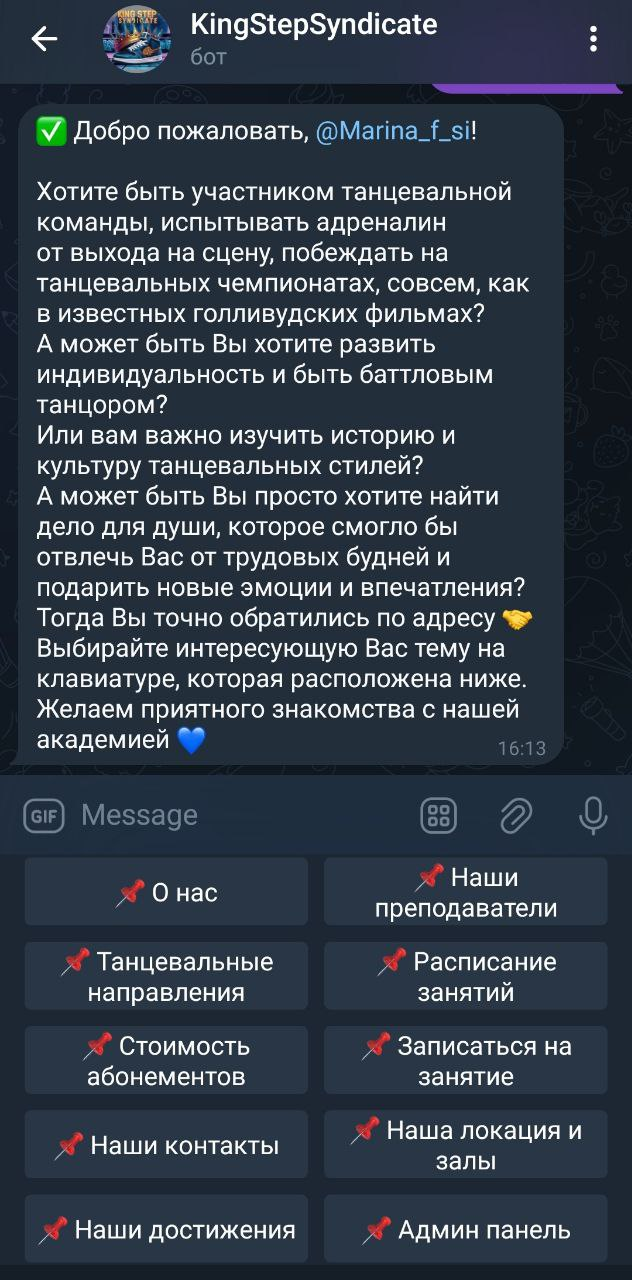 KING STEP
SYNDICATE
KingStepSyndicate
бот
✅ Добро пожаловать, @Marina_f_si!
Хотите быть участником танцевальной
команды, испытывать адреналин
от выхода на сцену, побеждать на
танцевальных чемпионатах, совсем, как
в известных голливудских фильмах?
А может быть Вы хотите развить
индивидуальность и быть баттловым
танцором?
Или вам важно изучить историю и
культуру танцевальных стилей?
А может быть Вы просто хотите найти
дело для души, которое смогло бы
отвлечь Вас от трудовых будней и
подарить новые эмоции и впечатления?
Тогда Вы точно обратились по адресу 🤝
Выбирайте интересующую Вас тему на
клавиатуре, которая расположена ниже.
Желаем приятного знакомства с нашей
академией 💙
16:13
GIF Message
📌 О нас
📌 Наши
преподаватели
📌 Танцевальные
направления
📌 Расписание
занятий
📌 Стоимость
абонементов
📌 Записаться на
занятие
📌 Наши контакты
📌 Наша локация и
залы
📌 Наши достижения
📌 Админ панель